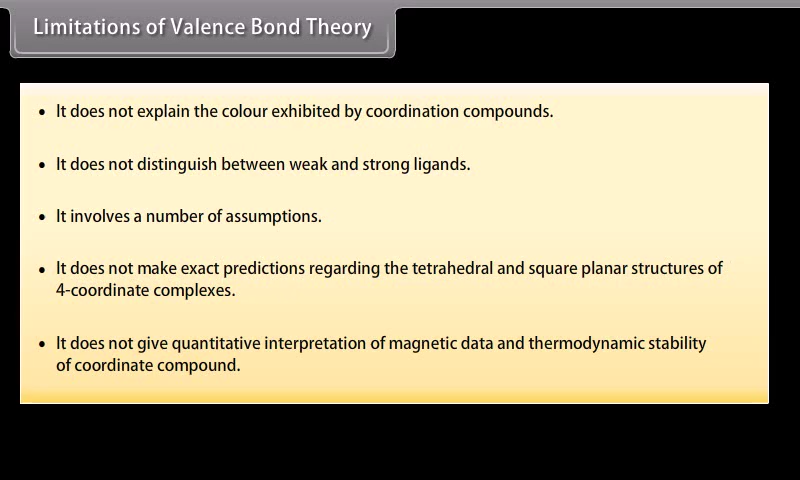 Limitations of Valence Bond Theory
• It does not explain the colour exhibited by coordination compounds.
• It does not distinguish between weak and strong ligands.
• It involves a number of assumptions.
• It does not make exact predictions regarding the tetrahedral and square planar structures of
4-coordinate complexes.
• It does not give quantitative interpretation of magnetic data and thermodynamic stability
of coordinate compound.